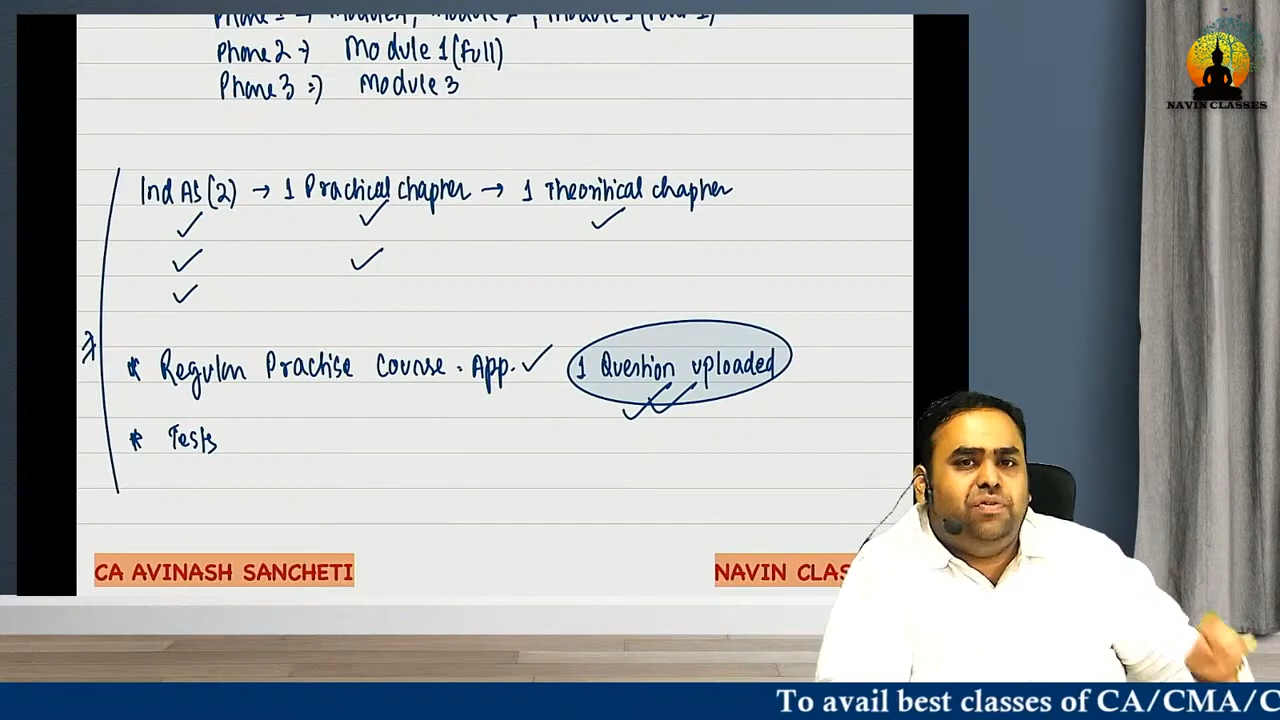 Phone 2 → Module 1 (Full)
NAVIN CLASSES
Phone 3 → Module 3
Ind AS (2) → 1 Practical chapter → 1 Theoritical chapter
* Regular Practise Course - App. 1 Question uploaded
* Tests
CA AVINASH SANCHETI
NAVIN CLAS
To avail best classes of CA/CMA/C